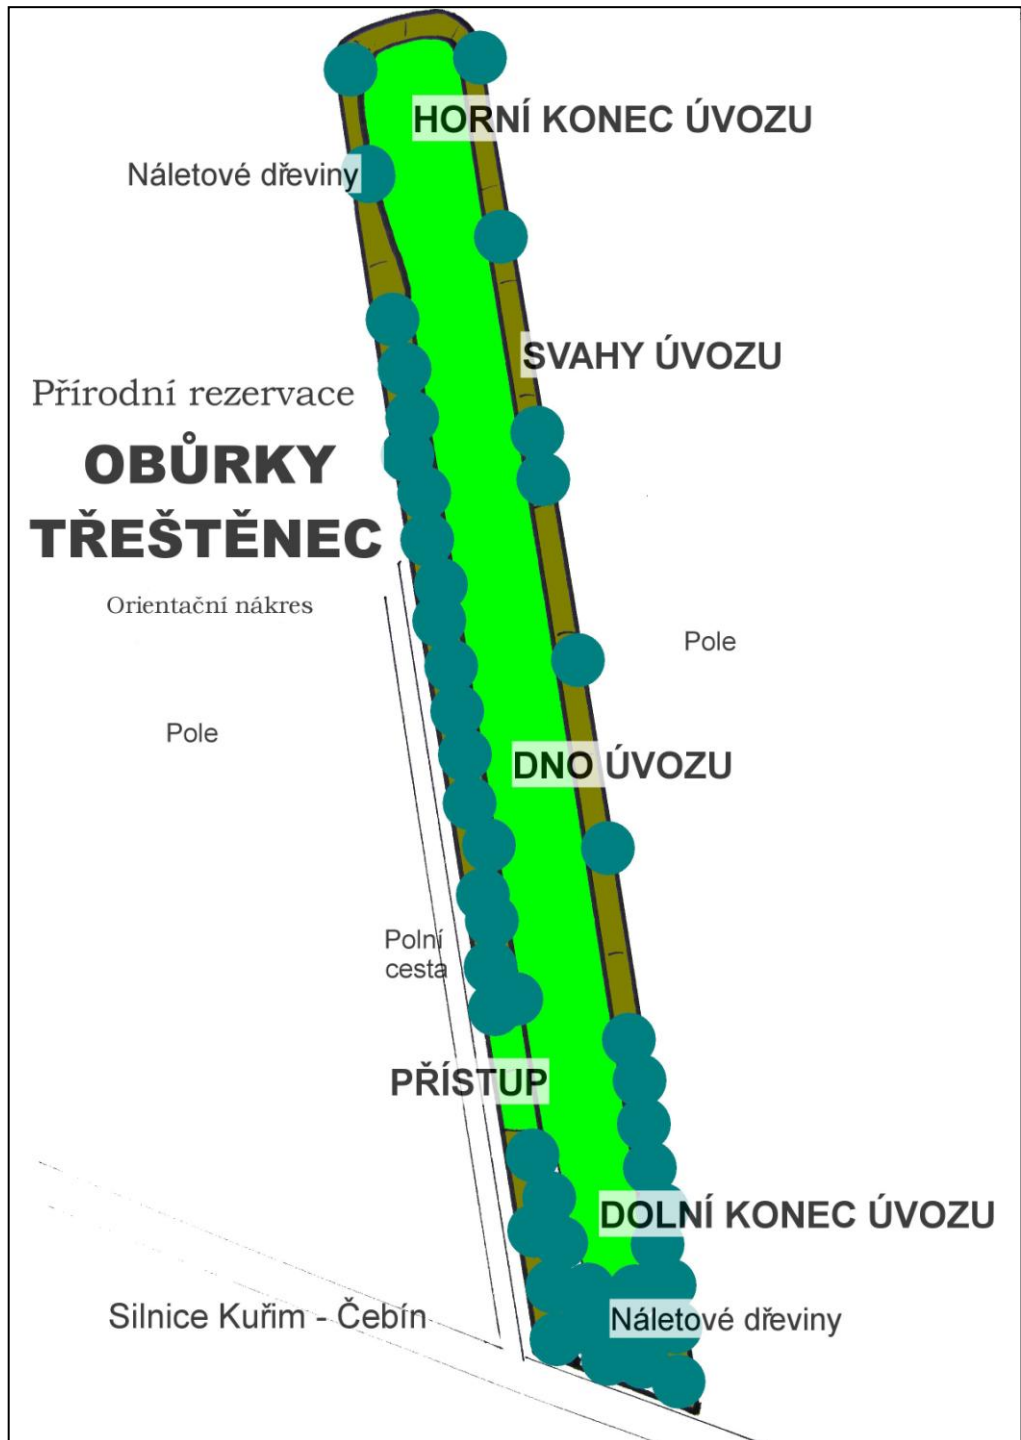 HORNÍ KONEC ÚVOZU
Náletové dřeviny
SVAHY ÚVOZU
Přírodní rezervace
OBŮRKY
TŘEŠTĚNEC
Orientační nákres
Pole
Pole
DNO ÚVOZU
Polní
cesta
PŘÍSTUP
DOLNÍ KONEC ÚVOZU
Silnice Kuřim - Čebín
Náletové dřeviny